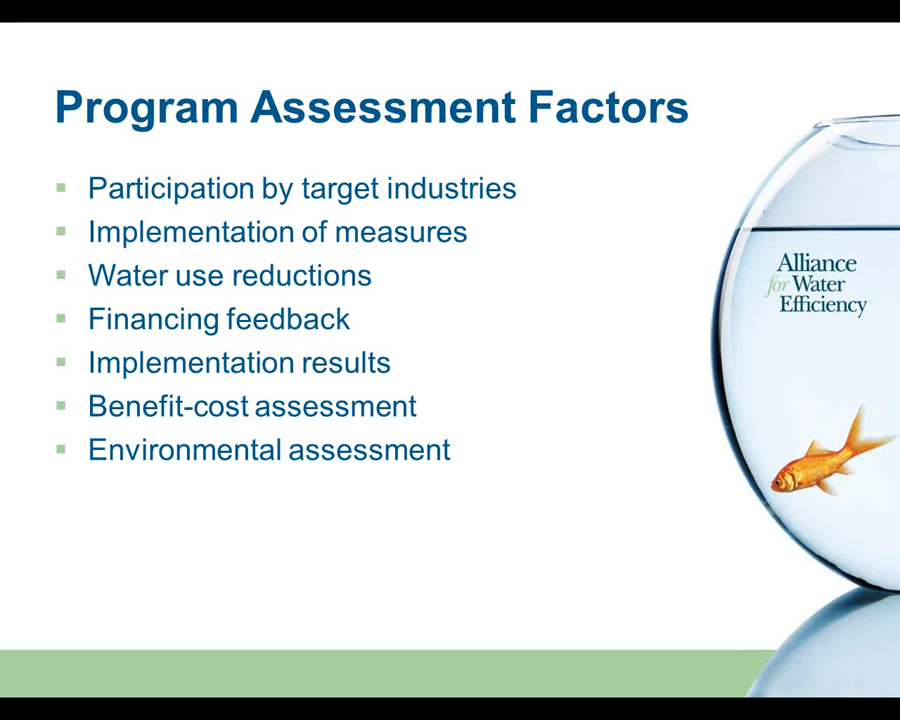 Program Assessment Factors
Participation by target industries
Implementation of measures
Water use reductions
Financing feedback
Implementation results
Benefit-cost assessment
Environmental assessment
Alliance
for Water
Efficiency